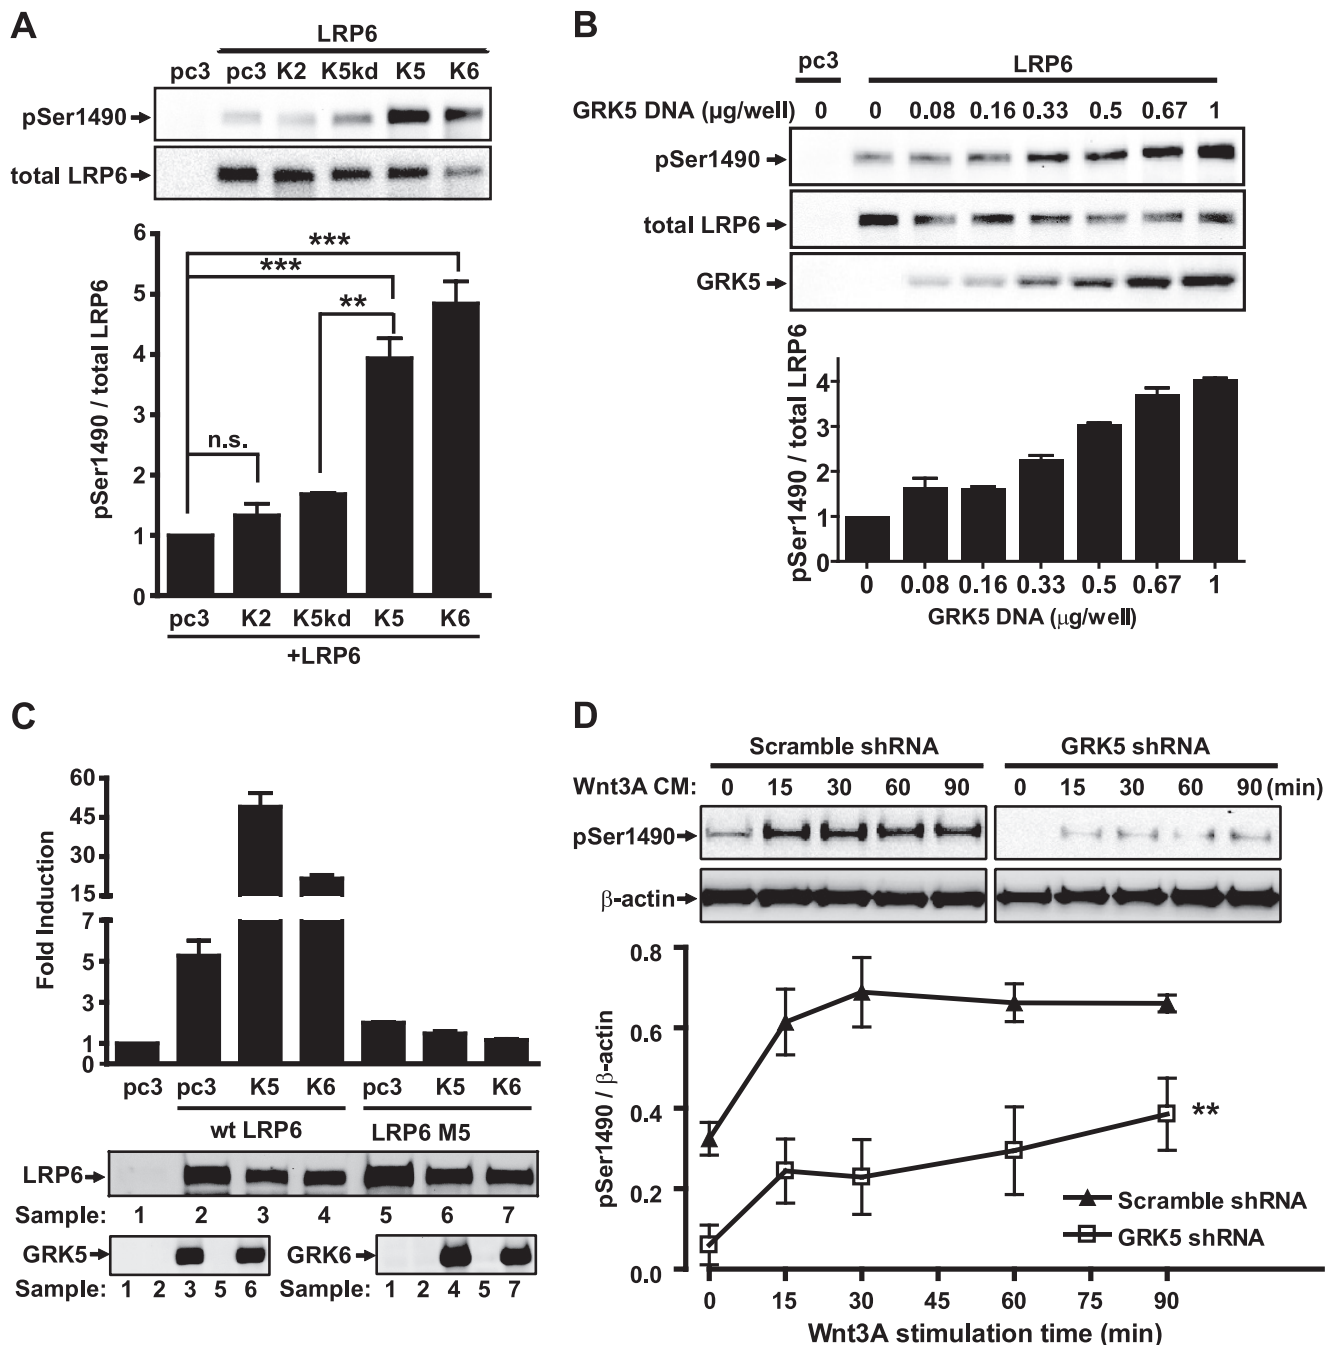 A
LRP6
pc3 pc3 K2 K5kd K5 K6
pSer1490
total LRP6
pSer1490 / total LRP6
6
5
4
3
2
1
0
***
***
**
n.s.
pc3 K2 K5kd K5 K6
+LRP6
B
pc3 LRP6
GRK5 DNA (µg/well) 0 0 0.08 0.16 0.33 0.5 0.67 1
pSer1490
total LRP6
GRK5
pSer1490 / total LRP6
4
3
2
1
0
0 0.08 0.16 0.33 0.5 0.67 1
GRK5 DNA (µg/well)
C
Fold Induction
60
45
30
15
7
5
3
1
0
pc3 pc3 K5 K6 pc3 K5 K6
wt LRP6 LRP6 M5
LRP6
Sample: 1 2 3 4 5 6 7
GRK5 GRK6
Sample: 1 2 3 5 6 Sample: 1 2 4 5 7
D
Scramble shRNA GRK5 shRNA
Wnt3A CM: 0 15 30 60 90 0 15 30 60 90 (min)
pSer1490
β-actin
pSer1490 / β-actin
0.8
0.6
0.4
0.2
0.0
**
Scramble shRNA
GRK5 shRNA
0 15 30 45 60 75 90
Wnt3A stimulation time (min)